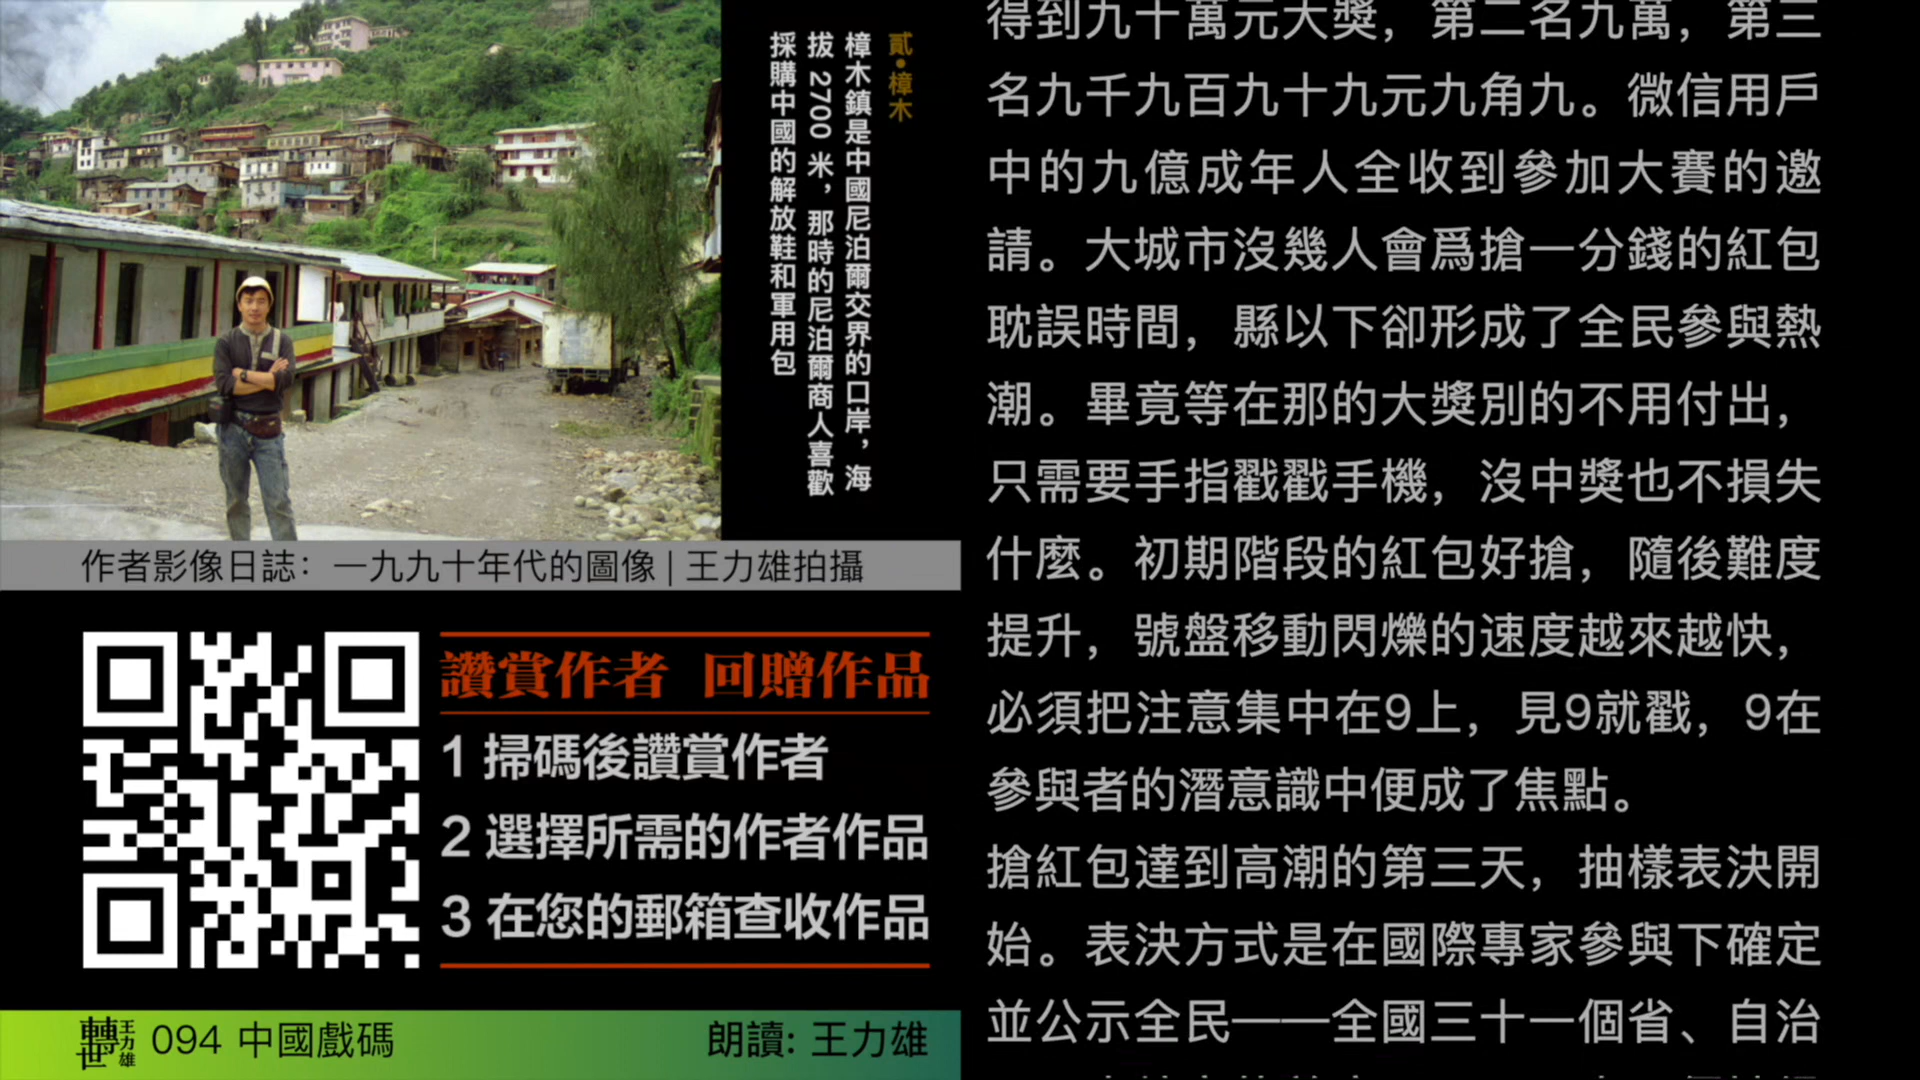 貳•樟木
樟木鎮是中國尼泊爾交界的口岸，海
拔 2700 米，那時的尼泊爾商人喜歡
採購中國的解放鞋和軍用包
作者影像日誌：一九九十年代的圖像 | 王力雄拍攝
讚賞作者 回贈作品
1 掃碼後讚賞作者
2 選擇所需的作者作品
3 在您的郵箱查收作品
轉世
王力雄
094 中國戲碼
朗讀: 王力雄
得到九十萬元大獎，第二名九萬，第三
名九千九百九十九元九角九。微信用戶
中的九億成年人全收到參加大賽的邀
請。大城市沒幾人會爲搶一分錢的紅包
耽誤時間，縣以下卻形成了全民參與熱
潮。畢竟等在那的大獎別的不用付出，
只需要手指戳戳手機，沒中獎也不損失
什麼。初期階段的紅包好搶，隨後難度
提升，號盤移動閃爍的速度越來越快，
必須把注意集中在9上，見9就戳，9在
參與者的潛意識中便成了焦點。
搶紅包達到高潮的第三天，抽樣表決開
始。表決方式是在國際專家參與下確定
並公示全民——全國三十一個省、自治